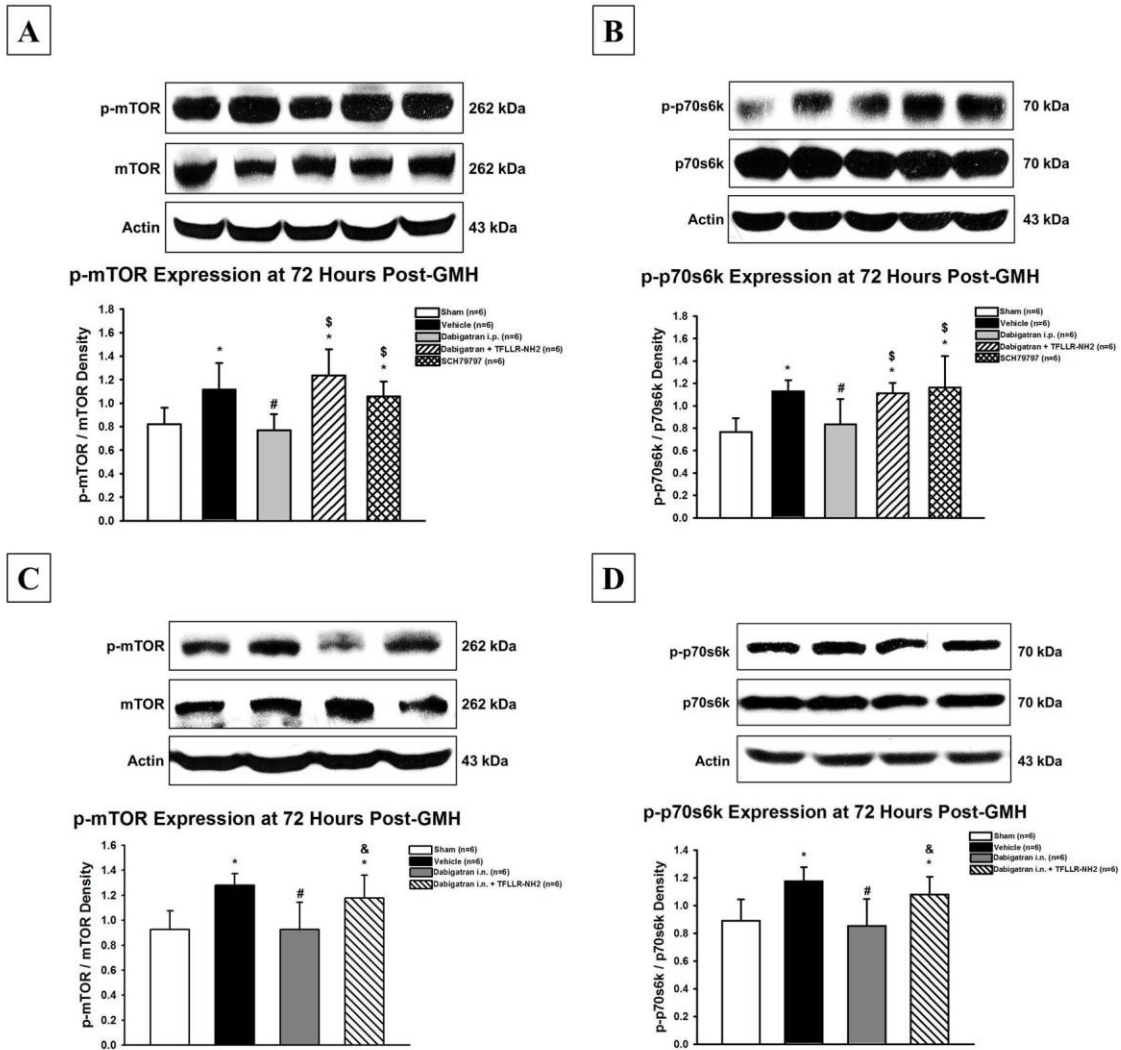 A
p-mTOR 262 kDa
mTOR 262 kDa
Actin 43 kDa
p-mTOR Expression at 72 Hours Post-GMH
p-mTOR / mTOR Density
1.8
1.6
1.4
1.2
1.0
0.8
0.6
0.4
0.2
0.0
*
#
$
*
$
*
Sham (n=6)
Vehicle (n=6)
Dabigatran i.p. (n=6)
Dabigatran + TFLLR-NH2 (n=6)
SCH79797 (n=6)
B
p-p70s6k 70 kDa
p70s6k 70 kDa
Actin 43 kDa
p-p70s6k Expression at 72 Hours Post-GMH
p-p70s6k / p70s6k Density
1.8
1.6
1.4
1.2
1.0
0.8
0.6
0.4
0.2
0.0
*
#
$
*
$
*
Sham (n=6)
Vehicle (n=6)
Dabigatran i.p. (n=6)
Dabigatran + TFLLR-NH2 (n=6)
SCH79797 (n=6)
C
p-mTOR 262 kDa
mTOR 262 kDa
Actin 43 kDa
p-mTOR Expression at 72 Hours Post-GMH
p-mTOR / mTOR Density
1.6
1.4
1.2
1.0
0.8
0.6
0.4
0.2
0.0
*
#
&
*
Sham (n=6)
Vehicle (n=6)
Dabigatran i.n. (n=6)
Dabigatran i.n. + TFLLR-NH2 (n=6)
D
p-p70s6k 70 kDa
p70s6k 70 kDa
Actin 43 kDa
p-p70s6k Expression at 72 Hours Post-GMH
p-p70s6k / p70s6k Density
1.4
1.2
1.0
0.8
0.6
0.4
0.2
0.0
*
#
&
*
Sham (n=6)
Vehicle (n=6)
Dabigatran i.n. (n=6)
Dabigatran i.n. + TFLLR-NH2 (n=6)